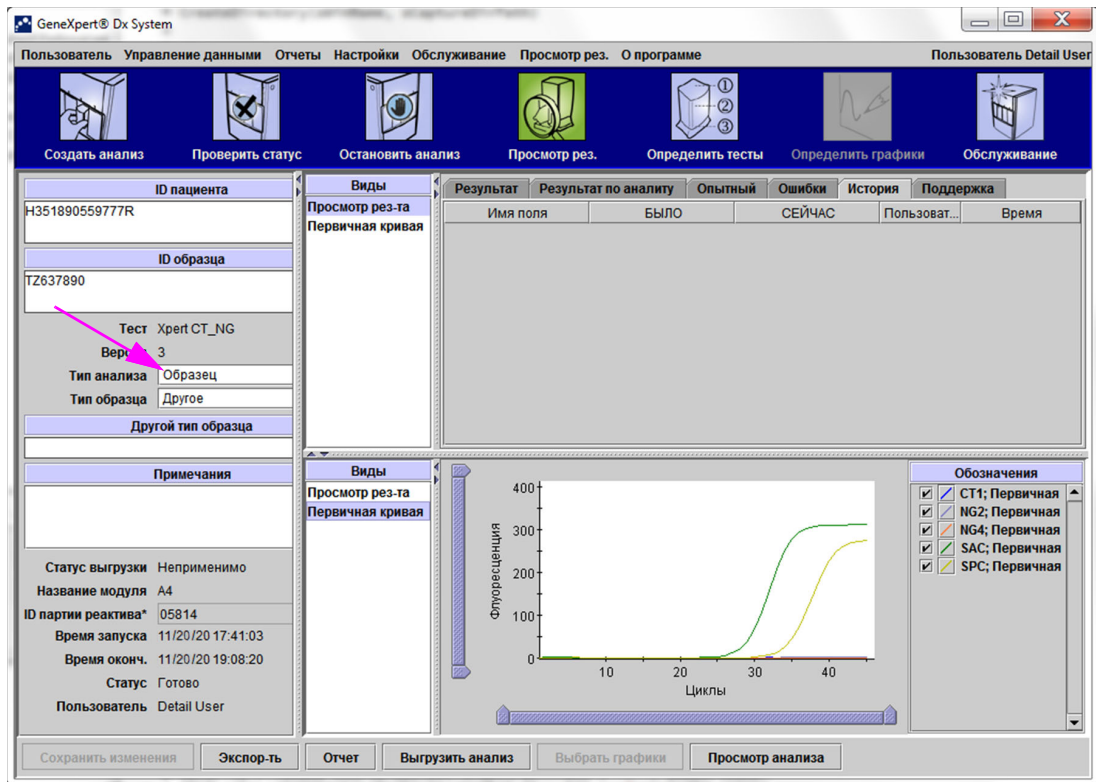 GeneXpert® Dx System
Пользователь Управление данными Отчеты Настройки Обслуживание Просмотр рез. О программе Пользователь Detail User
Создать анализ Проверить статус Остановить анализ Просмотр рез. Определить тесты Определить графики Обслуживание
ID пациента
H351890559777R
ID образца
TZ637890
Тест Xpert CT_NG
3
Тип анализа Образец
Тип образца Другое
Другой тип образца
Примечания
Статус выгрузки Неприменимо
Название модуля A4
ID партии реактива* 05814
Время запуска 11/20/20 17:41:03
Время оконч. 11/20/20 19:08:20
Статус Готово
Пользователь Detail User
Виды
Просмотр рез-та
Первичная кривая
Результат Результат по аналиту Опытный Ошибки История Поддержка
Имя поля БЫЛО СЕЙЧАС Пользоват... Время
Виды
Просмотр рез-та
Первичная кривая
Флуоресценция
400
300
200
100
0
10 20 30 40
Циклы
Обозначения
CT1; Первичная
NG2; Первичная
NG4; Первичная
SAC; Первичная
SPC; Первичная
Сохранить изменения Экспор-ть Отчет Выгрузить анализ Выбрать графики Просмотр анализа